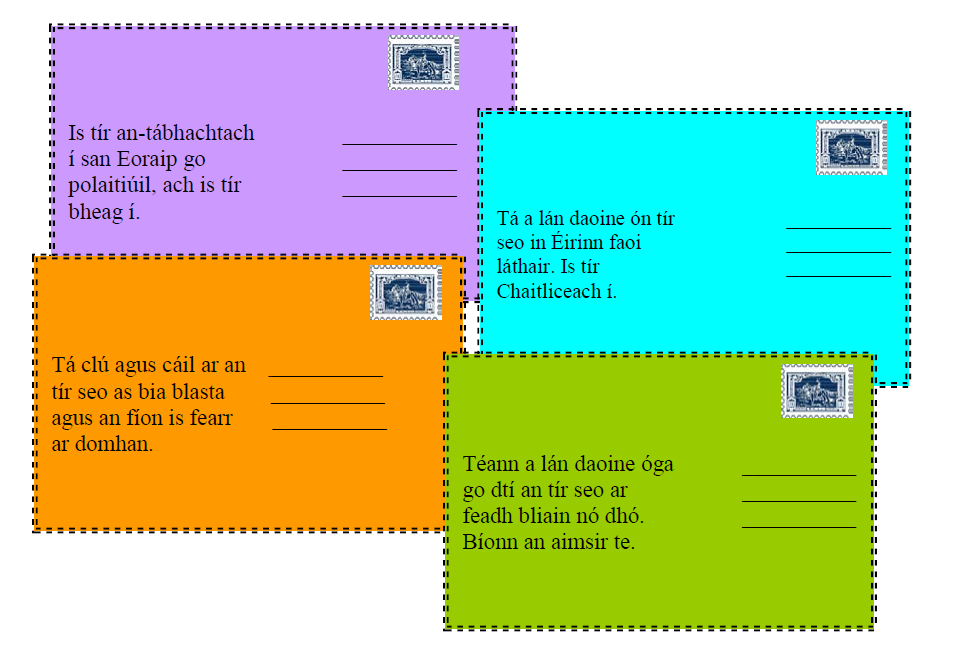 Is tír an-tábhachtach
í san Eoraip go
polaitiúil, ach is tír
bheag í.
Tá a lán daoine ón tír
seo in Éirinn faoi
láthair. Is tír
Chaitliceach í.
Tá clú agus cáil ar an
tír seo as bia blasta
agus an fíon is fearr
ar domhan.
Téann a lán daoine óga
go dtí an tír seo ar
feadh bliain nó dhó.
Bíonn an aimsir te.